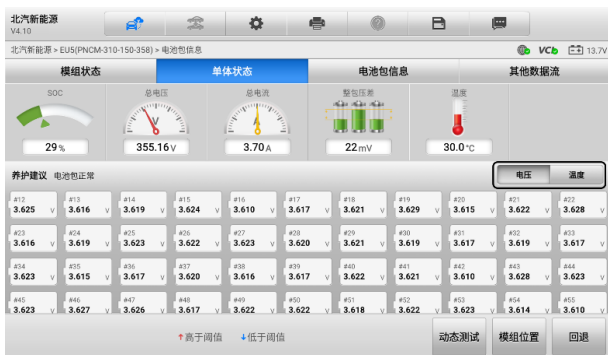 北汽新能源
V4.10
北汽新能源 > EU5(PNCM-310-150-358) > 电池包信息
VCI
13.7V
模组状态 单体状态 电池包信息 其他数据流
SOC 总电压 总电流 整包压差 温度
V A
29 % 355.16 V 3.70 A 22 mV 30.0 °C
养护建议 电池包正常 电压 温度
#12 #13 #14 #15 #16 #17 #18 #19 #20 #21 #22
3.625 V 3.616 V 3.619 V 3.624 V 3.610 V 3.617 V 3.621 V 3.629 V 3.615 V 3.622 V 3.628 V
#23 #24 #25 #26 #27 #28 #29 #30 #31 #32 #33
3.616 V 3.619 V 3.623 V 3.622 V 3.623 V 3.620 V 3.621 V 3.619 V 3.617 V 3.619 V 3.617 V
#34 #35 #36 #37 #38 #39 #40 #41 #42 #43 #44
3.623 V 3.615 V 3.617 V 3.620 V 3.616 V 3.617 V 3.622 V 3.621 V 3.610 V 3.628 V 3.623 V
#45 #46 #47 #48 #49 #50 #51 #52 #53 #54 #55
3.623 V 3.627 V 3.626 V 3.617 V 3.622 V 3.622 V 3.618 V 3.622 V 3.623 V 3.614 V 3.610 V
↑高于阈值 ↓低于阈值 动态测试 模组位置 回退